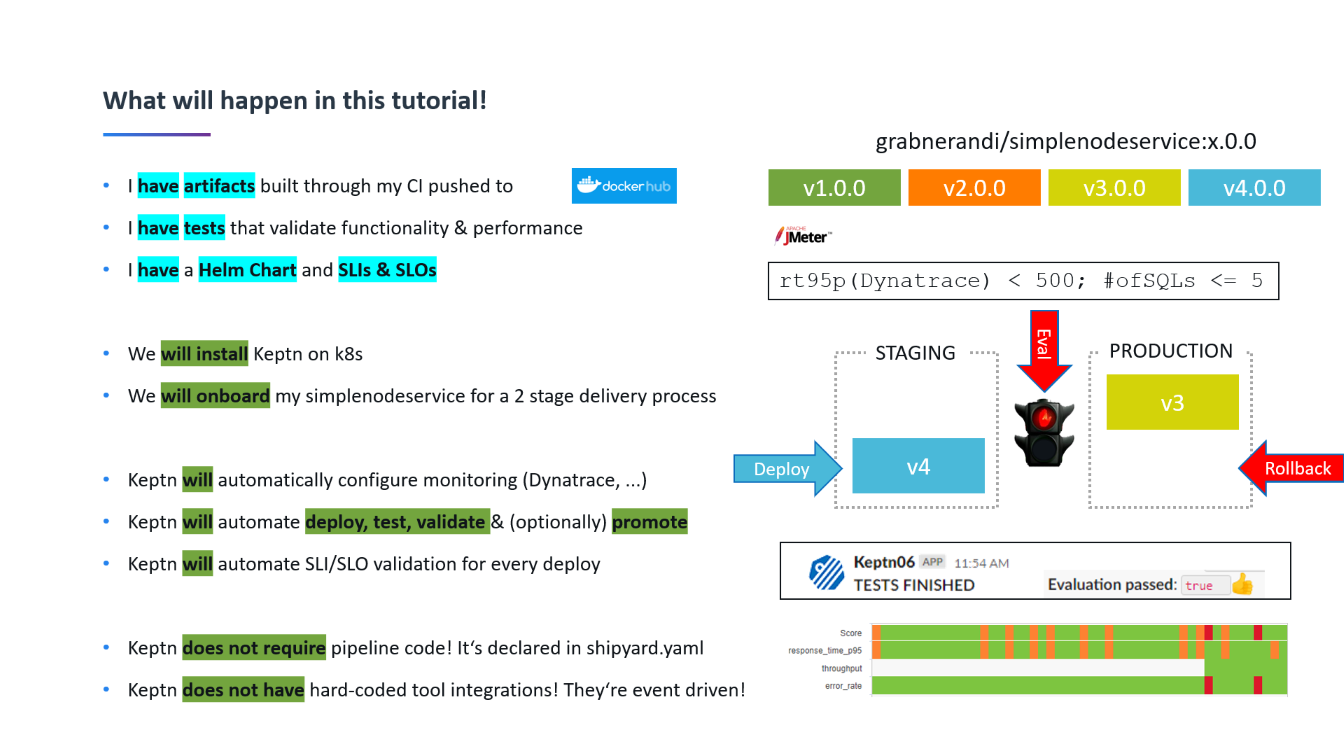 What will happen in this tutorial!
I have artifacts built through my CI pushed to
docker hub
I have tests that validate functionality & performance
I have a Helm Chart and SLIs & SLOs
We will install Keptn on k8s
We will onboard my simplenodeservice for a 2 stage delivery process
Keptn will automatically configure monitoring (Dynatrace, ...)
Keptn will automate deploy, test, validate & (optionally) promote
Keptn will automate SLI/SLO validation for every deploy
Keptn does not require pipeline code! It‘s declared in shipyard.yaml
Keptn does not have hard-coded tool integrations! They‘re event driven!
grabnerandi/simplenodeservice:x.0.0
v1.0.0 v2.0.0 v3.0.0 v4.0.0
APACHE
JMeter™
rt95p(Dynatrace) < 500; #ofSQLs <= 5
Eval
STAGING
PRODUCTION
v3
Deploy
v4
Rollback
Keptn06 APP 11:54 AM
TESTS FINISHED
Evaluation passed: true
Score
response_time_p95
throughput
error_rate